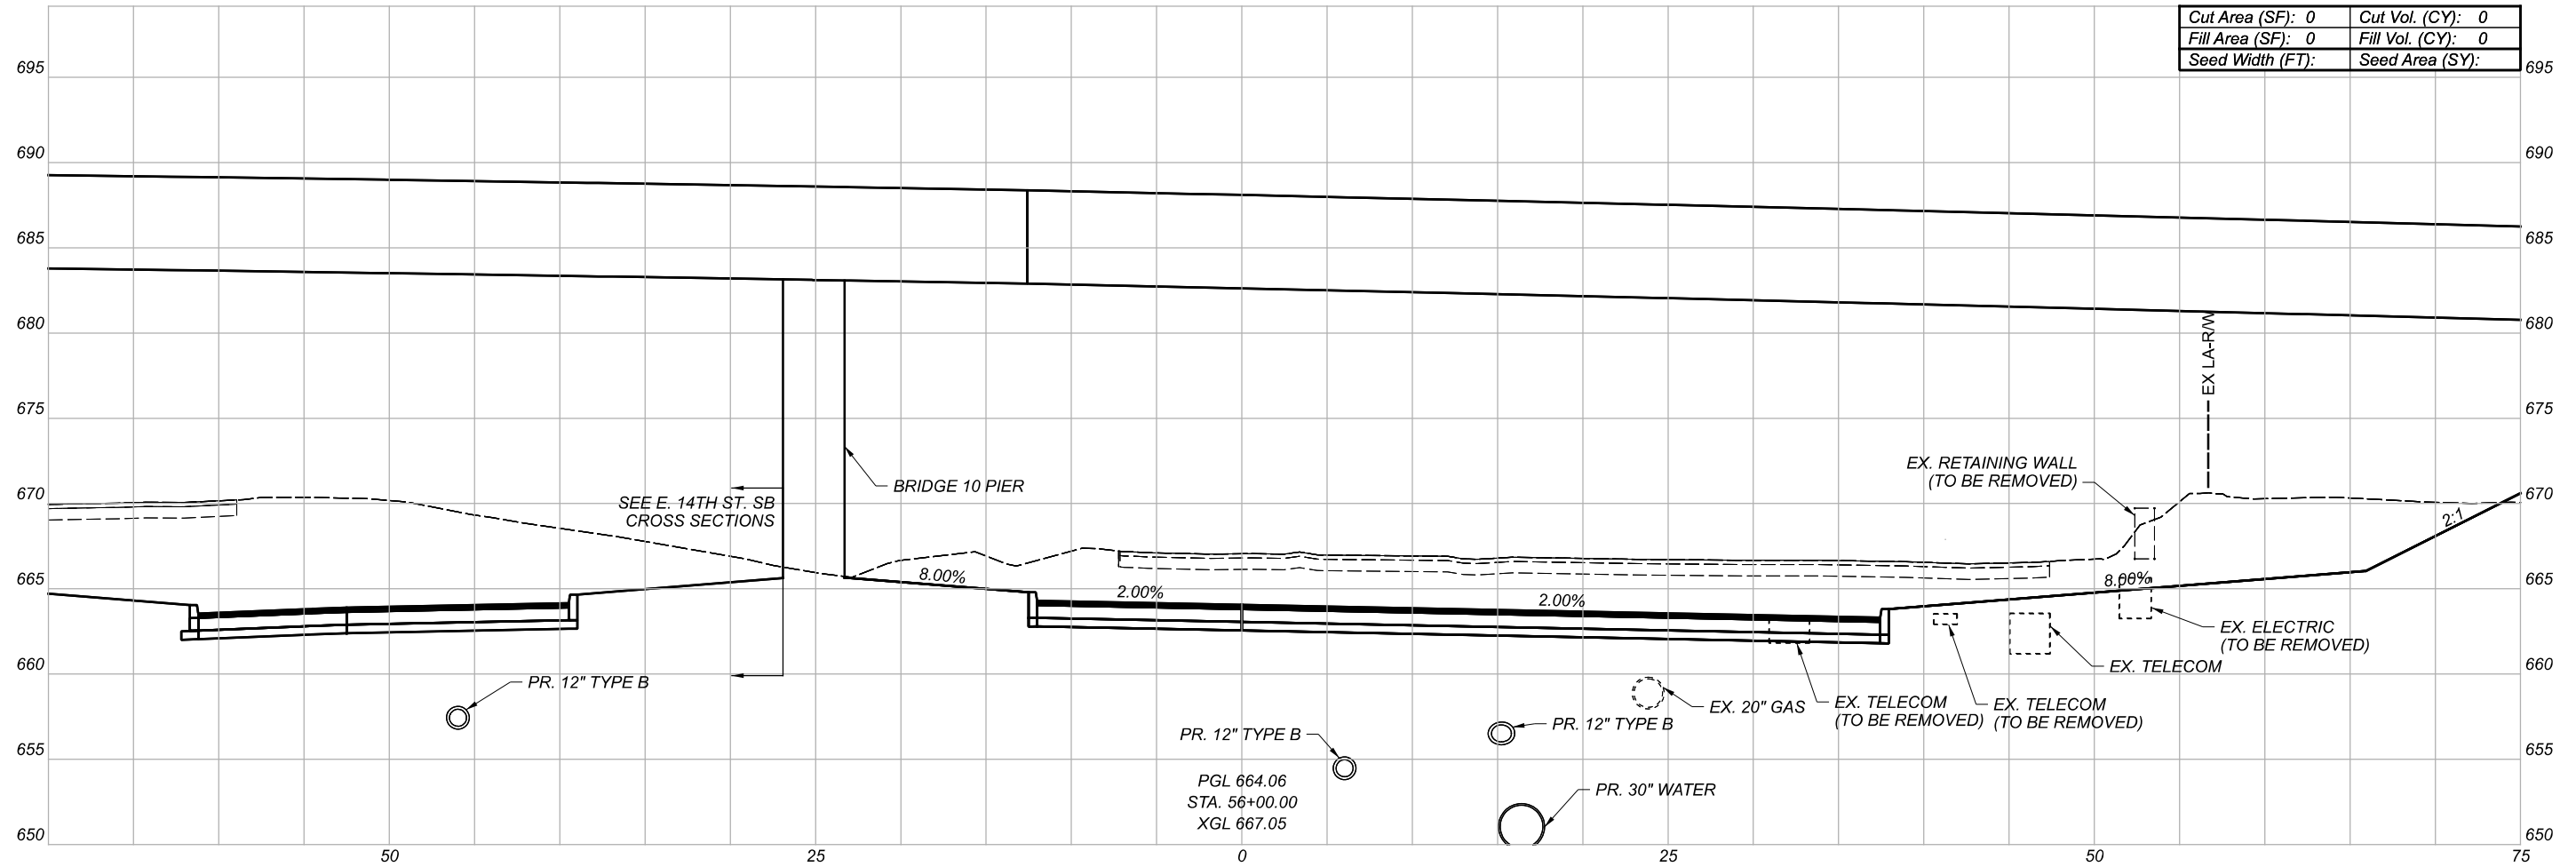 Cut Area (SF): 0 Cut Vol. (CY): 0
Fill Area (SF): 0 Fill Vol. (CY): 0
Seed Width (FT): Seed Area (SY):
695 695
690 690
685 685
680 680
EX LA-R/W
675 675
EX. RETAINING WALL
(TO BE REMOVED)
BRIDGE 10 PIER
670 670
SEE E. 14TH ST. SB
CROSS SECTIONS
2:1
665 665
8.00%
8.00%
2.00%
2.00%
EX. ELECTRIC
(TO BE REMOVED)
660 660
EX. TELECOM
PR. 12" TYPE B
EX. 20" GAS
EX. TELECOM
(TO BE REMOVED)
EX. TELECOM
(TO BE REMOVED)
PR. 12" TYPE B
PR. 12" TYPE B
655 655
PGL 664.06
STA. 56+00.00
XGL 667.05
PR. 30" WATER
650 650
50 25 0 25 50 75